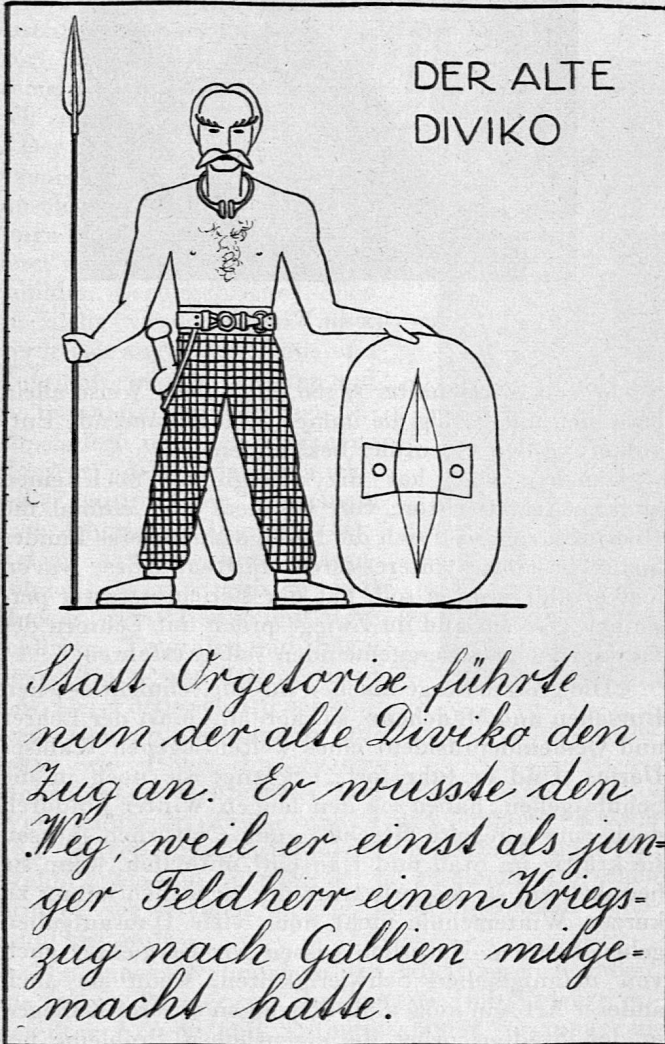 DER ALTE
DIVIKO
Statt Orgetorix führte
nun der alte Diviko den
Zug an. Er wusste den
Weg, weil er einst als jun=
ger Feldherr einen Kriegs-
zug nach Gallien mitge=
macht hatte.